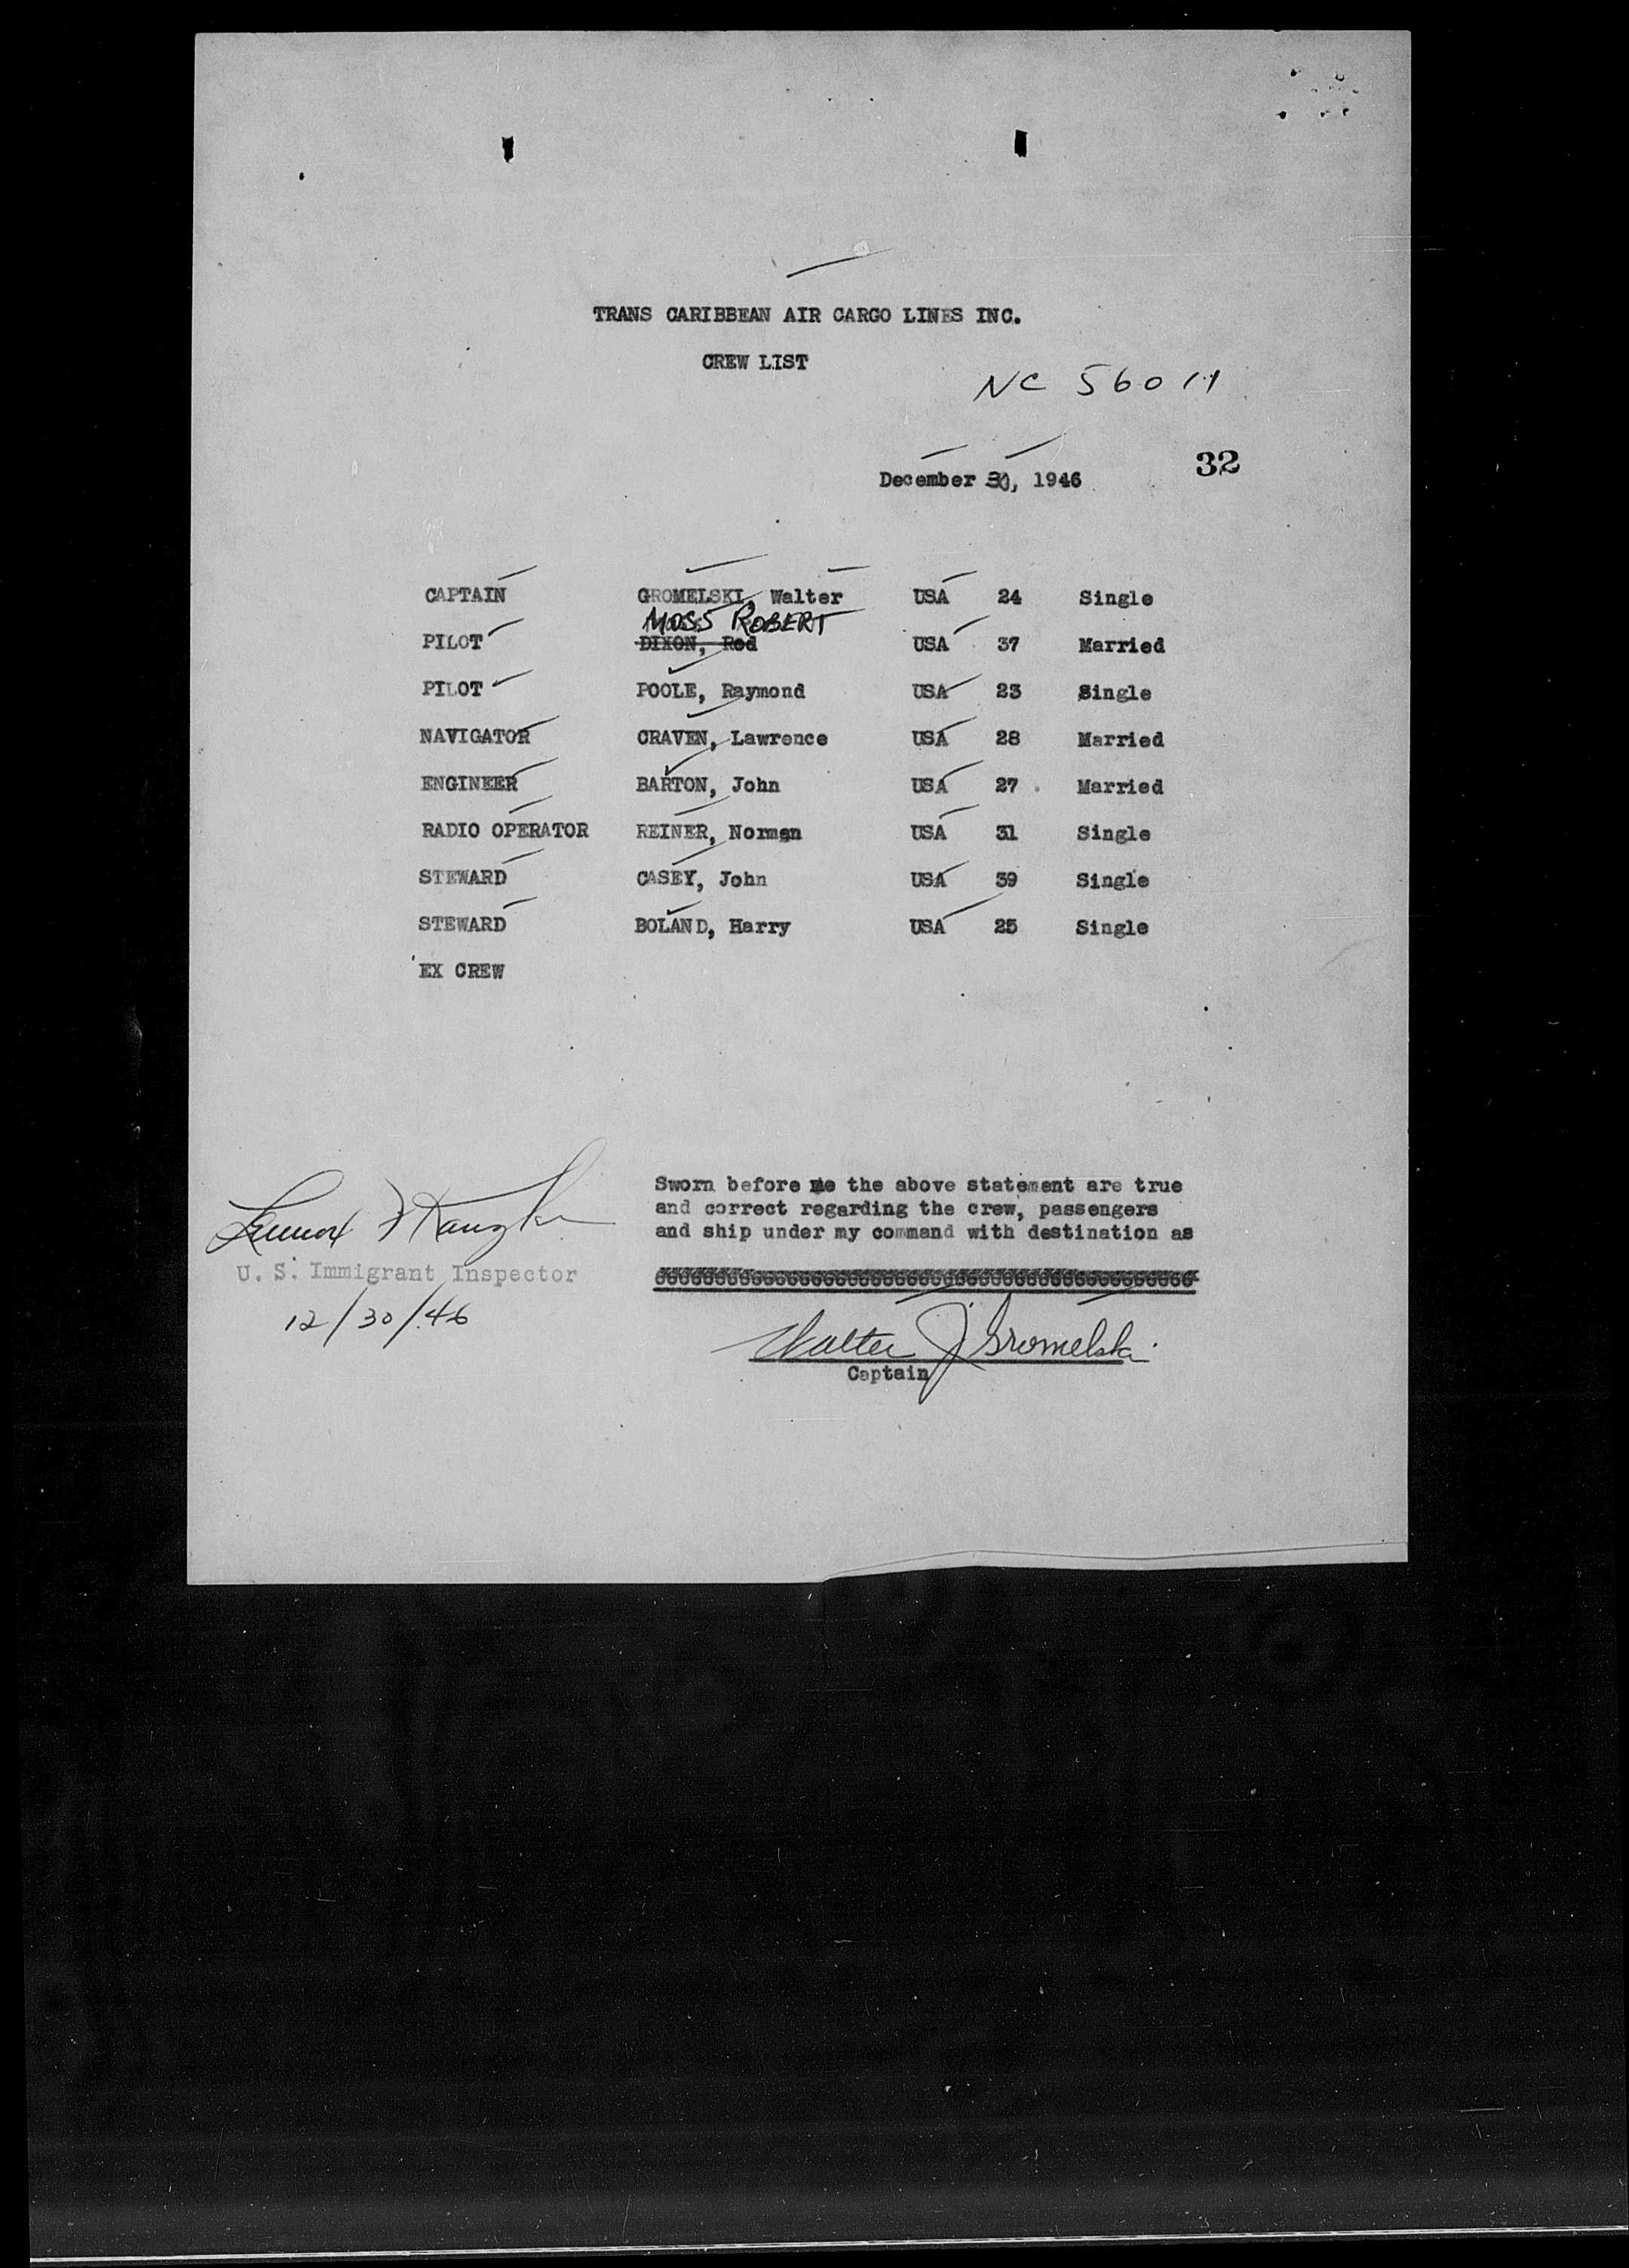 TRANS CARIBBEAN AIR CARGO LINES INC.
CREW LIST
NC 56011
32
December 30, 1946
CAPTAIN GROMELSKI, Walter USA 24 Single
MOSS ROBERT
PILOT DIXON, Rod USA 37 Married
PILOT POOLE, Raymond USA 23 Single
NAVIGATOR CRAVEN, Lawrence USA 28 Married
ENGINEER BARTON, John USA 27 Married
RADIO OPERATOR REINER, Norman USA 31 Single
STEWARD CASEY, John USA 39 Single
STEWARD BOLAND, Harry USA 25 Single
EX CREW
Sworn before me the above statement are true
and correct regarding the crew, passengers
and ship under my command with destination as
U. S. Immigrant Inspector
12/30/46
Walter J Gromelski
Captain